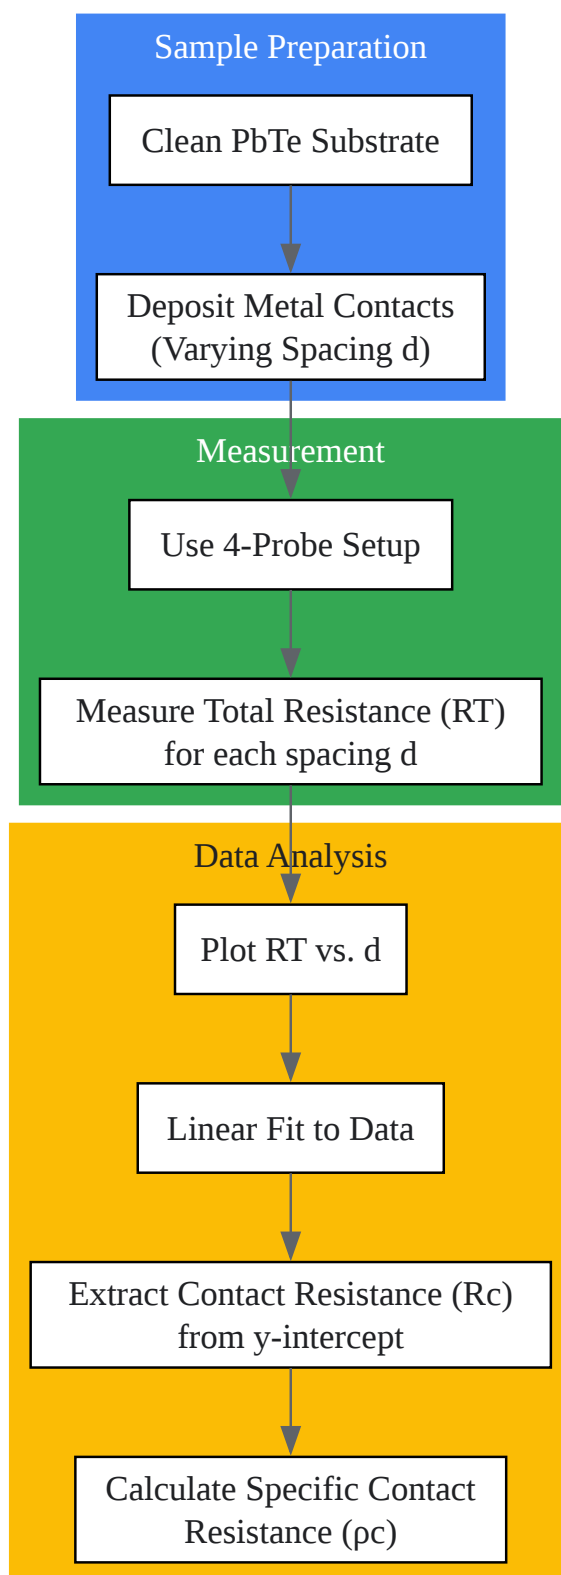 Sample Preparation
Clean PbTe Substrate
Deposit Metal Contacts
(Varying Spacing d)
Measurement
Use 4-Probe Setup
Measure Total Resistance (RT)
for each spacing d
Data Analysis
Plot RT vs. d
Linear Fit to Data
Extract Contact Resistance (Rc)
from y-intercept
Calculate Specific Contact
Resistance (ρc)